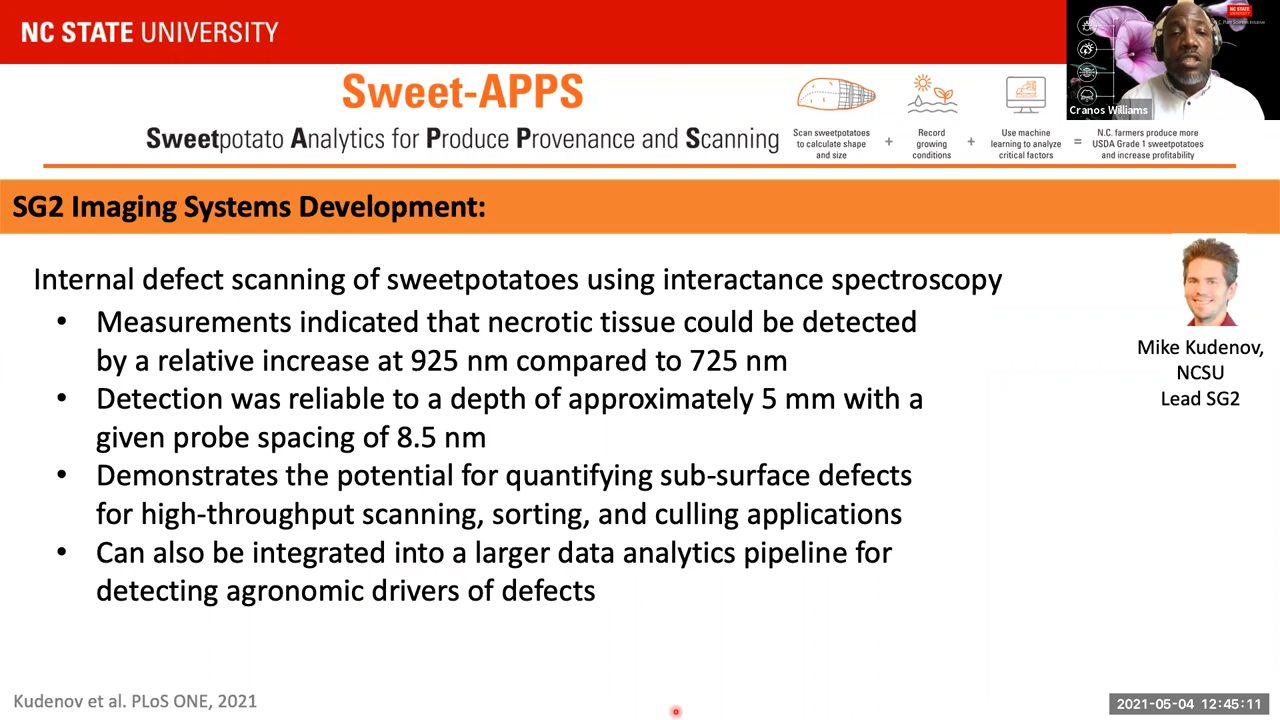 NC STATE UNIVERSITY
NC STATE
UNIVERSITY
Cranos Williams
Sweet-APPS
Sweetpotato Analytics for Produce Provenance and Scanning
Scan sweetpotatoes
to calculate shape
and size
+
Record
growing
conditions
+
Use machine
learning to analyze
critical factors
=
N.C. farmers produce more
USDA Grade 1 sweetpotatoes
and increase profitability
SG2 Imaging Systems Development:
Internal defect scanning of sweetpotatoes using interactance spectroscopy
• Measurements indicated that necrotic tissue could be detected
by a relative increase at 925 nm compared to 725 nm
• Detection was reliable to a depth of approximately 5 mm with a
given probe spacing of 8.5 nm
• Demonstrates the potential for quantifying sub-surface defects
for high-throughput scanning, sorting, and culling applications
• Can also be integrated into a larger data analytics pipeline for
detecting agronomic drivers of defects
Mike Kudenov,
NCSU
Lead SG2
Kudenov et al. PLoS ONE, 2021
2021-05-04 12:45:11